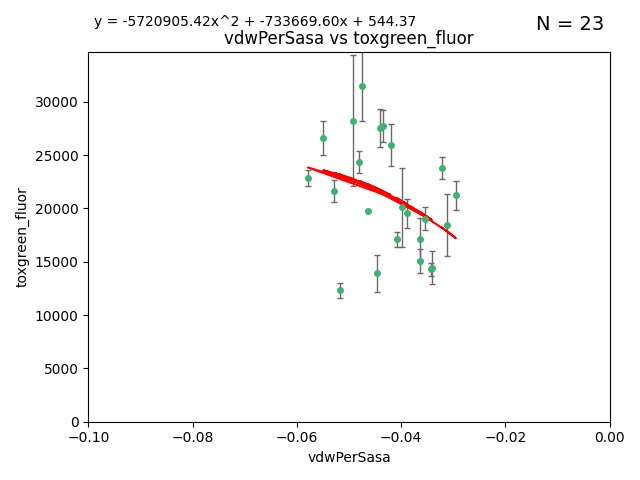 y = -5720905.42x^2 + -733669.60x + 544.37
N = 23
vdwPerSasa vs toxgreen_fluor
30000
25000
20000
15000
10000
5000
0
toxgreen_fluor
−0.10
−0.08
−0.06
−0.04
−0.02
0.00
vdwPerSasa